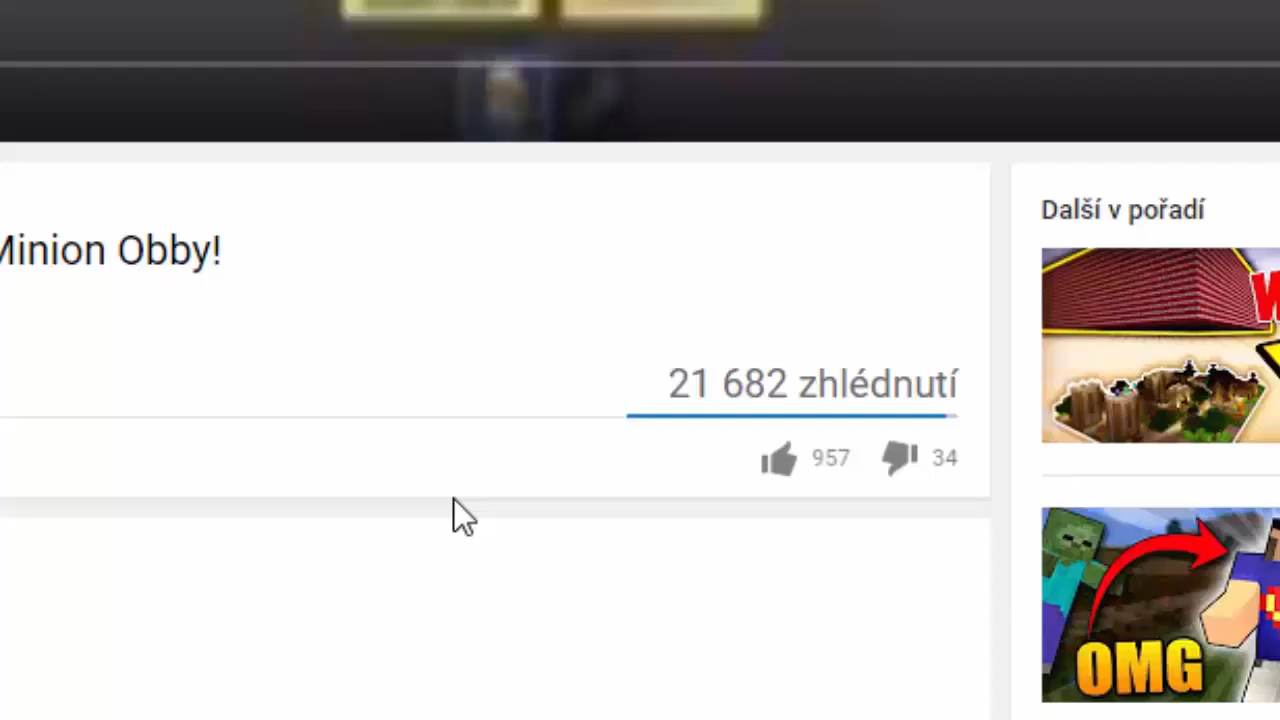 Minion Obby!
21 682 zhlédnutí
957 34
Další v pořadí
OMG